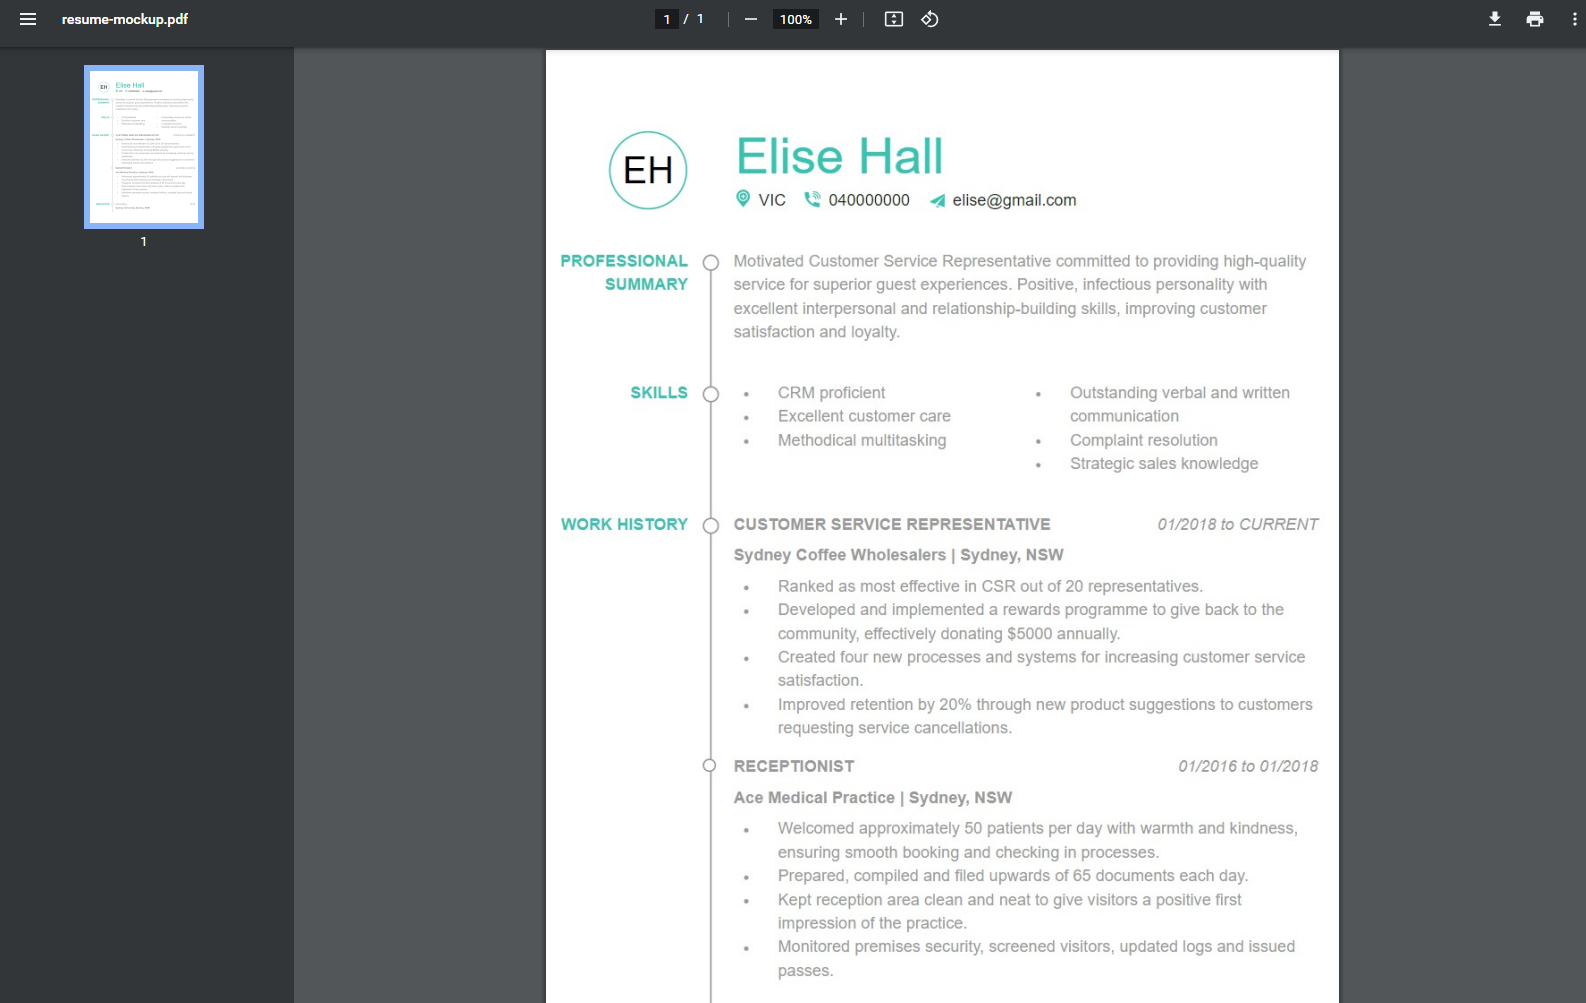 resume-mockup.pdf
1 / 1
100%
1
EH
Elise Hall
VIC 040000000 elise@gmail.com
PROFESSIONAL SUMMARY
Motivated Customer Service Representative committed to providing high-quality
service for superior guest experiences. Positive, infectious personality with
excellent interpersonal and relationship-building skills, improving customer
satisfaction and loyalty.
SKILLS
CRM proficient
Excellent customer care
Methodical multitasking
Outstanding verbal and written
communication
Complaint resolution
Strategic sales knowledge
WORK HISTORY
CUSTOMER SERVICE REPRESENTATIVE 01/2018 to CURRENT
Sydney Coffee Wholesalers | Sydney, NSW
Ranked as most effective in CSR out of 20 representatives.
Developed and implemented a rewards programme to give back to the
community, effectively donating $5000 annually.
Created four new processes and systems for increasing customer service
satisfaction.
Improved retention by 20% through new product suggestions to customers
requesting service cancellations.
RECEPTIONIST 01/2016 to 01/2018
Ace Medical Practice | Sydney, NSW
Welcomed approximately 50 patients per day with warmth and kindness,
ensuring smooth booking and checking in processes.
Prepared, compiled and filed upwards of 65 documents each day.
Kept reception area clean and neat to give visitors a positive first
impression of the practice.
Monitored premises security, screened visitors, updated logs and issued
passes.